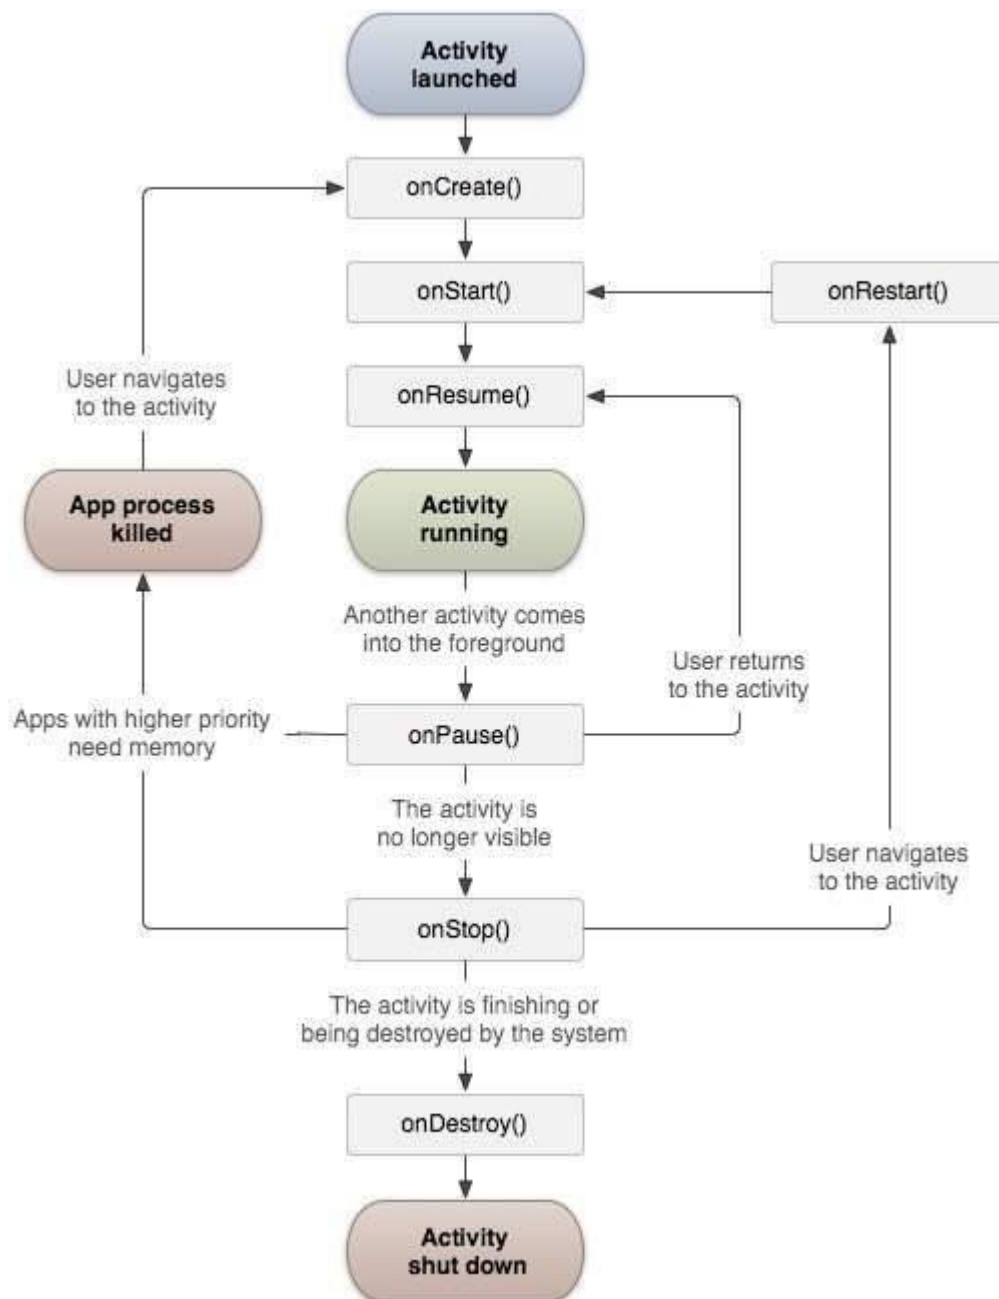 Activity
launched
onCreate()
onStart()
onRestart()
onResume()
User navigates
to the activity
App process
killed
Activity
running
Another activity comes
into the foreground
User returns
to the activity
Apps with higher priority
need memory
onPause()
The activity is
no longer visible
User navigates
to the activity
onStop()
The activity is finishing or
being destroyed by the system
onDestroy()
Activity
shut down